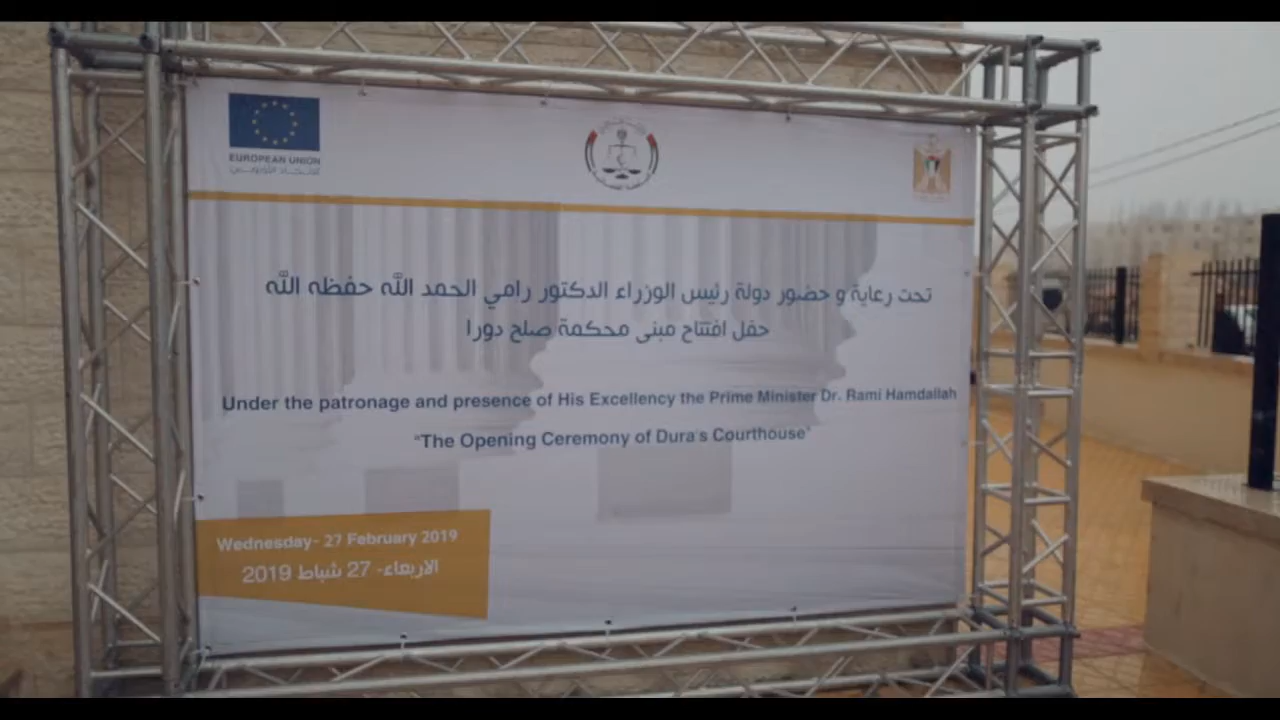 EUROPEAN UNION
تحت رعاية و حضور دولة رئيس الوزراء الدكتور رامي الحمد الله حفظه الله
حفل افتتاح مبنى محكمة صلح دورا
Under the patronage and presence of His Excellency the Prime Minister Dr. Rami Hamdallah
"The Opening Ceremony of Dura's Courthouse"
Wednesday- 27 February 2019
الاربعاء- 27 شباط 2019